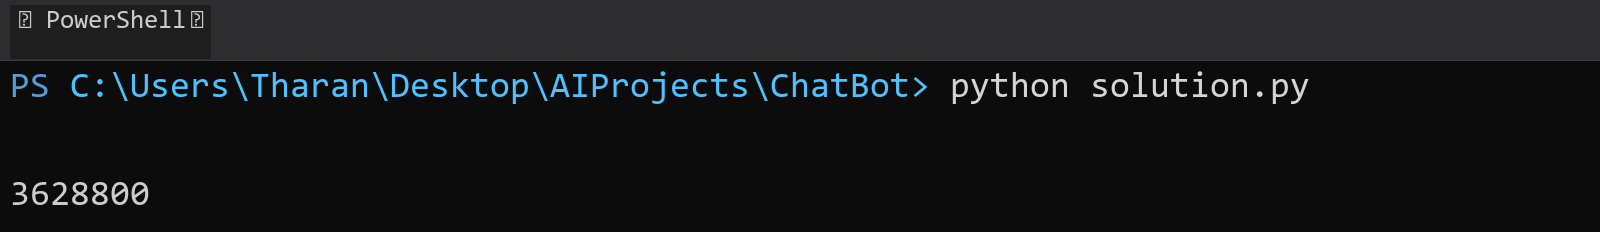 PowerShell
PS C:\Users\Tharan\Desktop\AIProjects\ChatBot> python solution.py
3628800